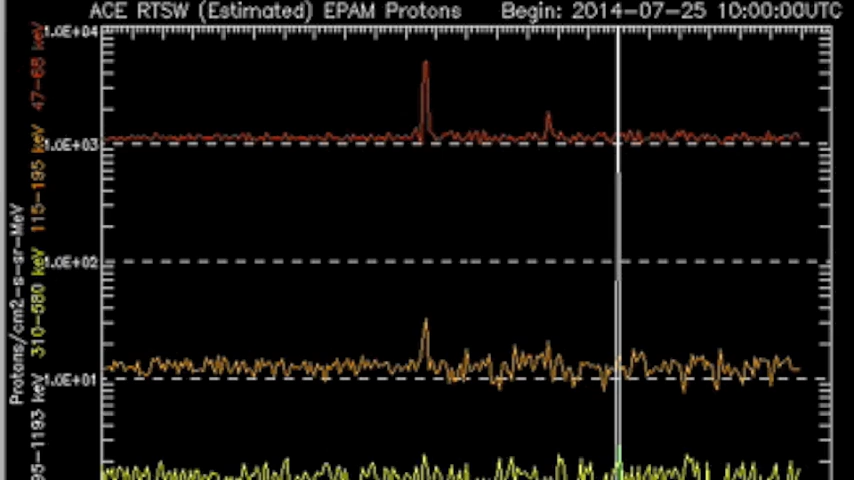 ACE RTSW (Estimated) EPAM Protons Begin: 2014-07-25 10:00:00UTC
1.0E+04
1.0E+03
1.0E+02
1.0E+01
Protons/cm2-s-sr-MeV
47-68 keV
115-195 keV
310-580 keV
95-1193 keV